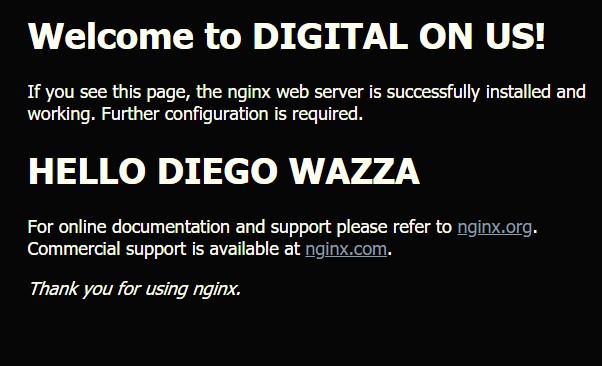 Welcome to DIGITAL ON US!
If you see this page, the nginx web server is successfully installed and
working. Further configuration is required.
HELLO DIEGO WAZZA
For online documentation and support please refer to nginx.org.
Commercial support is available at nginx.com.
Thank you for using nginx.